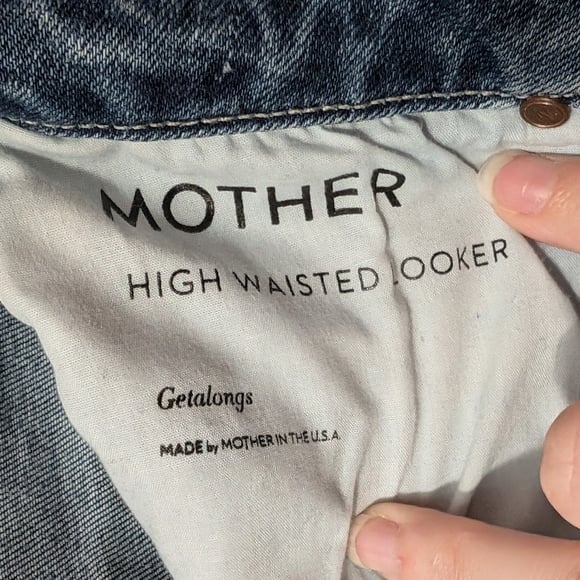 MOTHER
HIGH WAISTED LOOKER
Getalongs
MADE by MOTHER IN THE U.S.A.